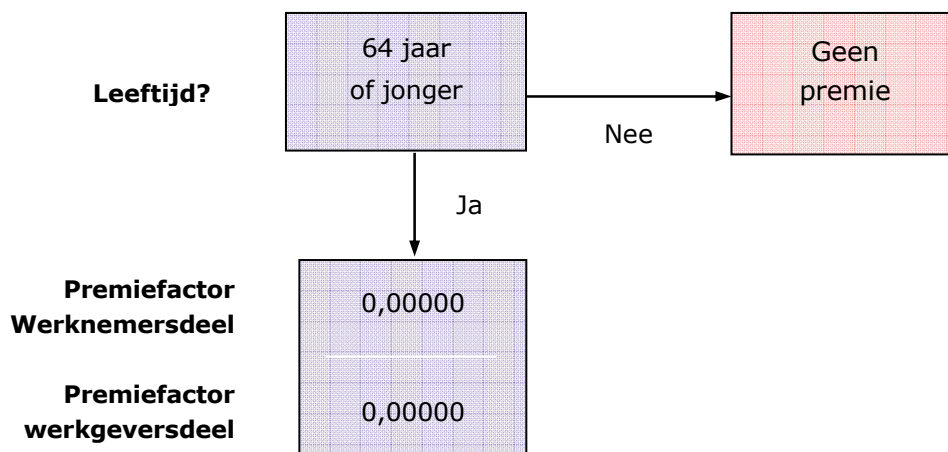 Leeftijd?
64 jaar
of jonger
Geen
premie
Nee
Ja
Premiefactor
Werknemersdeel
0,00000
Premiefactor
werkgeversdeel
0,00000